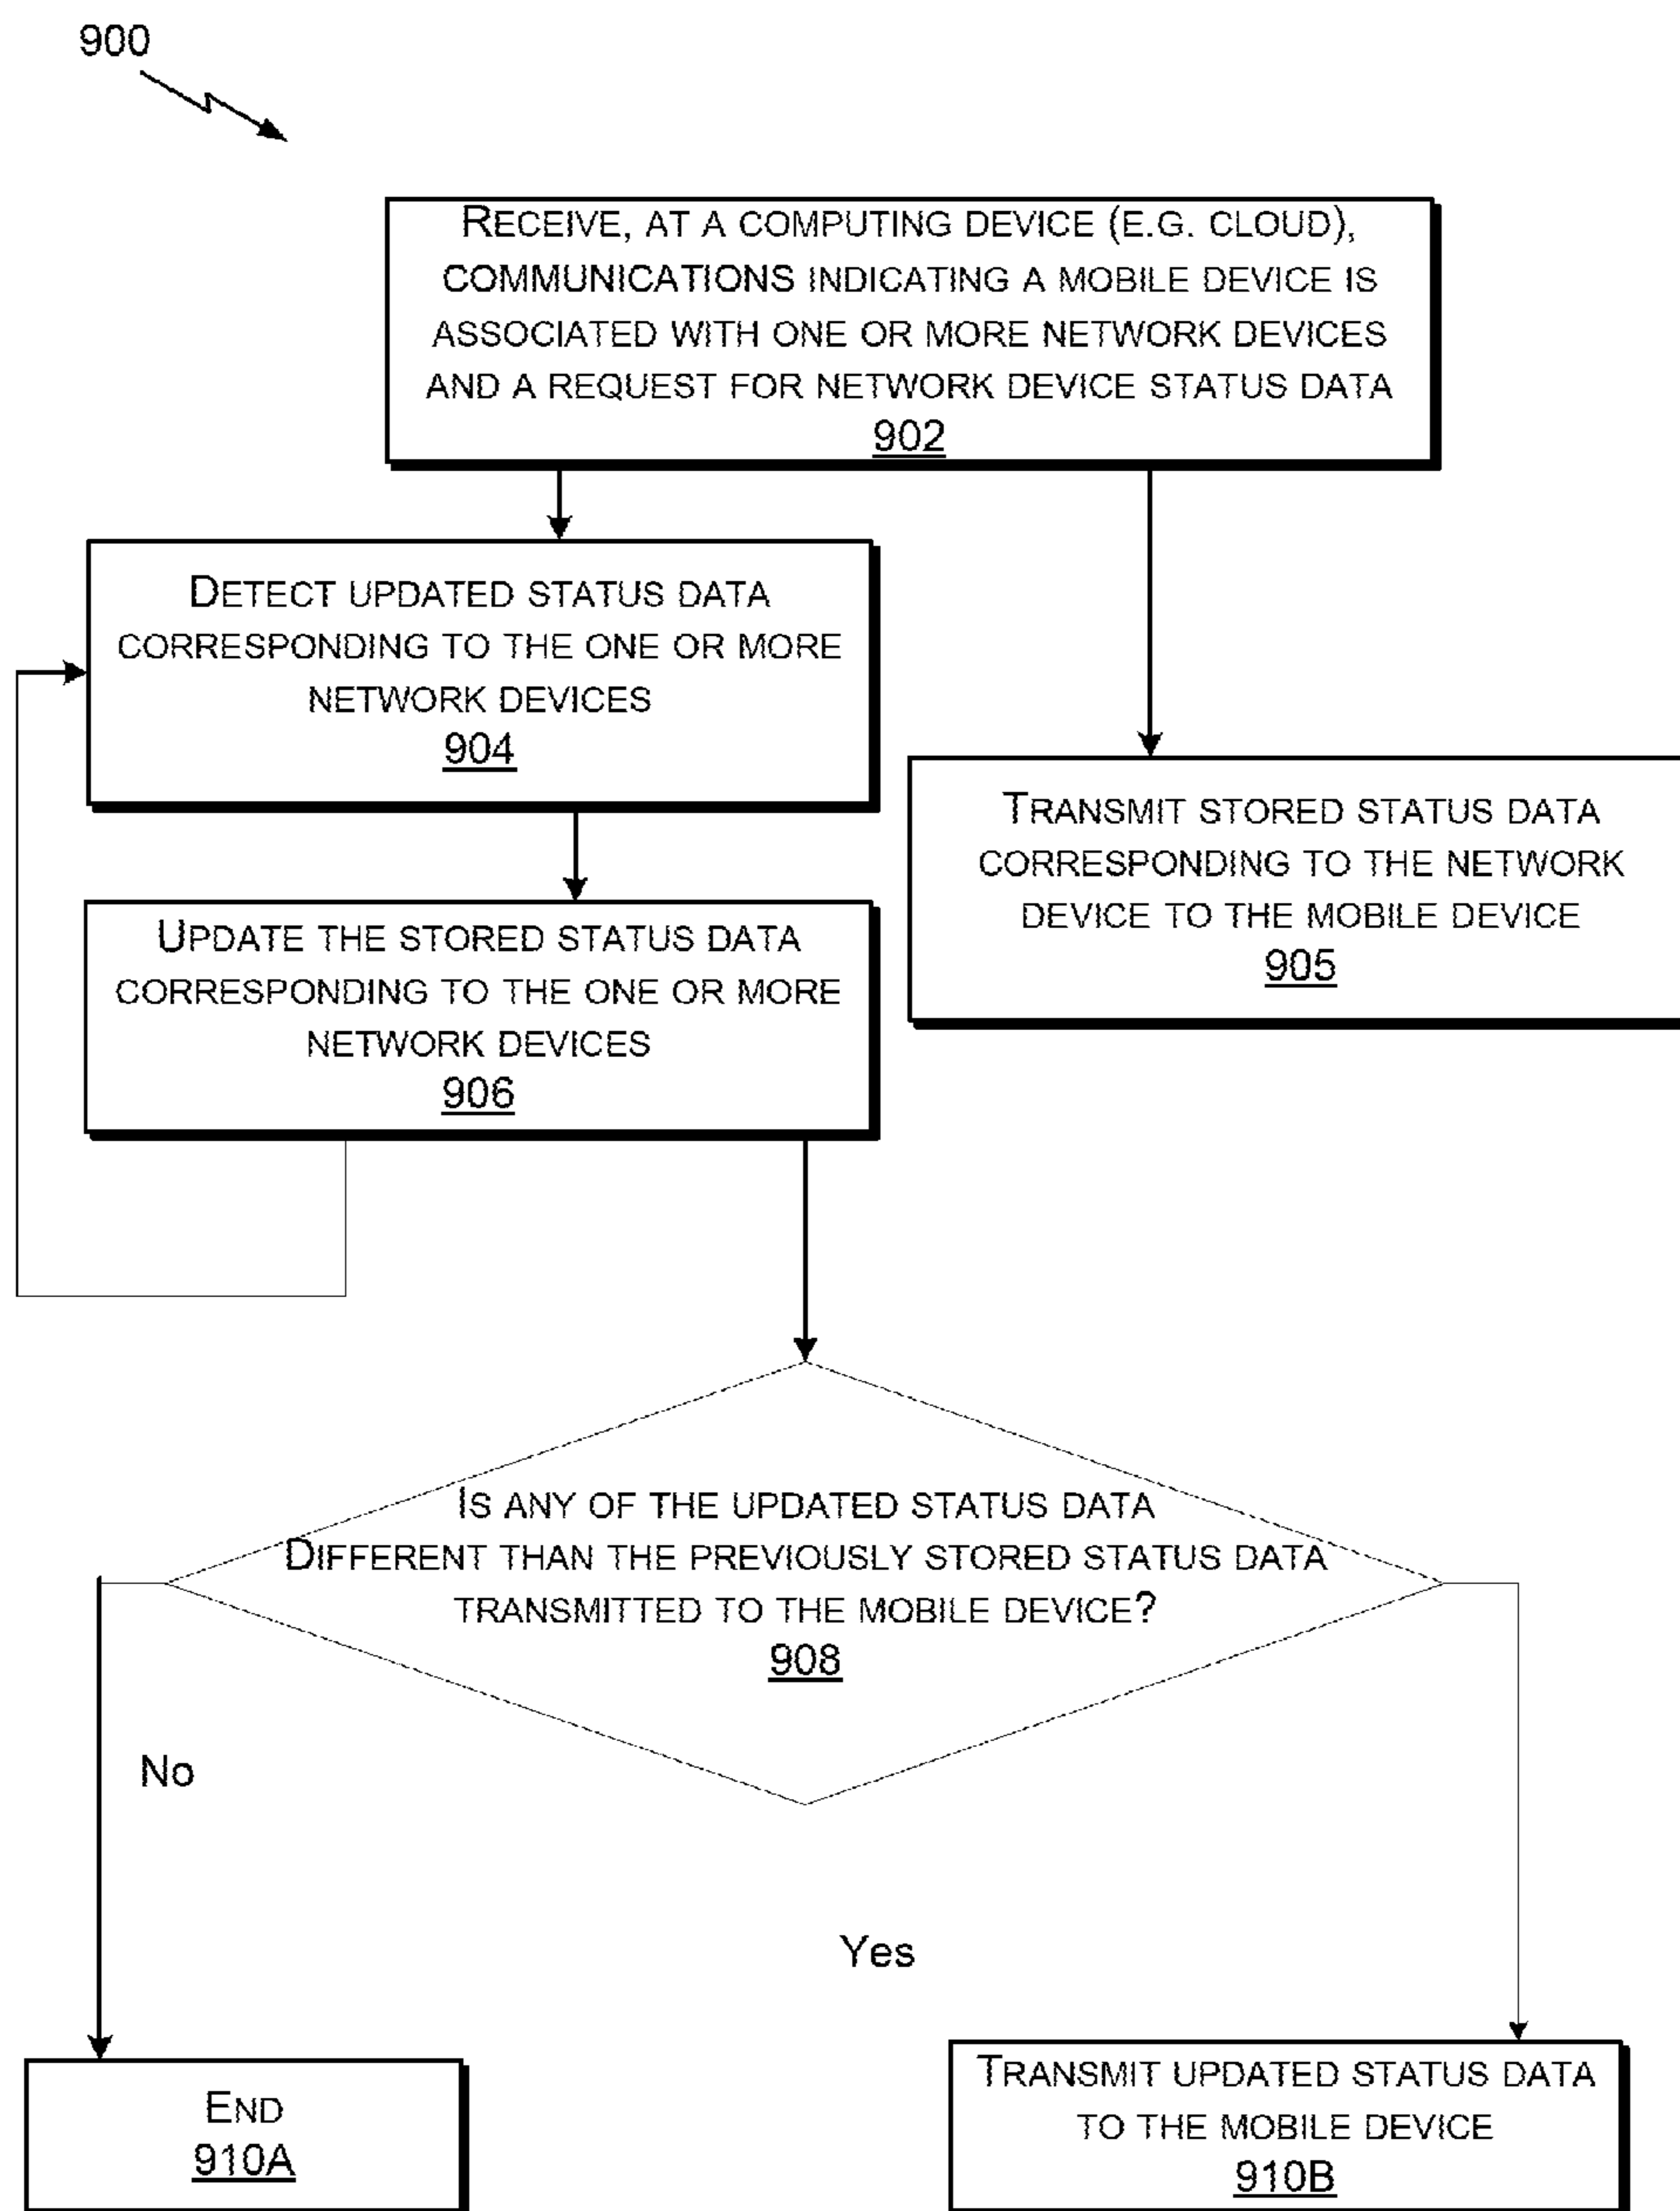 900
RECEIVE, AT A COMPUTING DEVICE (E.G. CLOUD),
COMMUNICATIONS INDICATING A MOBILE DEVICE IS
ASSOCIATED WITH ONE OR MORE NETWORK DEVICES
AND A REQUEST FOR NETWORK DEVICE STATUS DATA
902
DETECT UPDATED STATUS DATA
CORRESPONDING TO THE ONE OR MORE
NETWORK DEVICES
904
TRANSMIT STORED STATUS DATA
CORRESPONDING TO THE NETWORK
DEVICE TO THE MOBILE DEVICE
905
UPDATE THE STORED STATUS DATA
CORRESPONDING TO THE ONE OR MORE
NETWORK DEVICES
906
IS ANY OF THE UPDATED STATUS DATA
DIFFERENT THAN THE PREVIOUSLY STORED STATUS DATA
TRANSMITTED TO THE MOBILE DEVICE?
908
No
Yes
END
910A
TRANSMIT UPDATED STATUS DATA
TO THE MOBILE DEVICE
910B